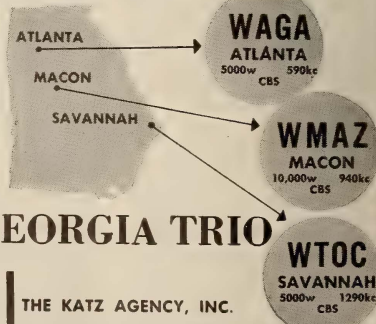 ATLANTA
MACON
SAVANNAH
WAGA
ATLANTA
5000w 590kc
CBS
WMAZ
MACON
10,000w 940kc
CBS
WTOC
SAVANNAH
5000w 1290kc
CBS
EORGIA TRIO
THE KATZ AGENCY, INC.